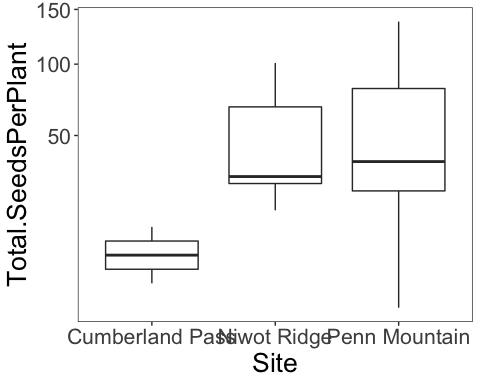 Total.SeedsPerPlant
150
100
50
Cumberland Pass Niwot Ridge Penn Mountain
Site